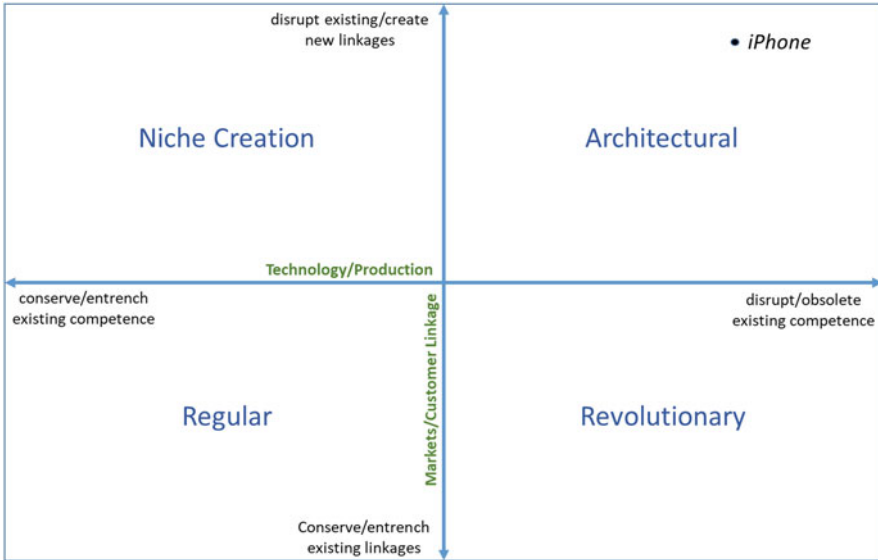 disrupt existing/create
new linkages
iPhone
Niche Creation
Architectural
Technology/Production
conserve/entrench
existing competence
disrupt/obsolete
existing competence
Markets/Customer Linkage
Regular
Revolutionary
Conserve/entrench
existing linkages